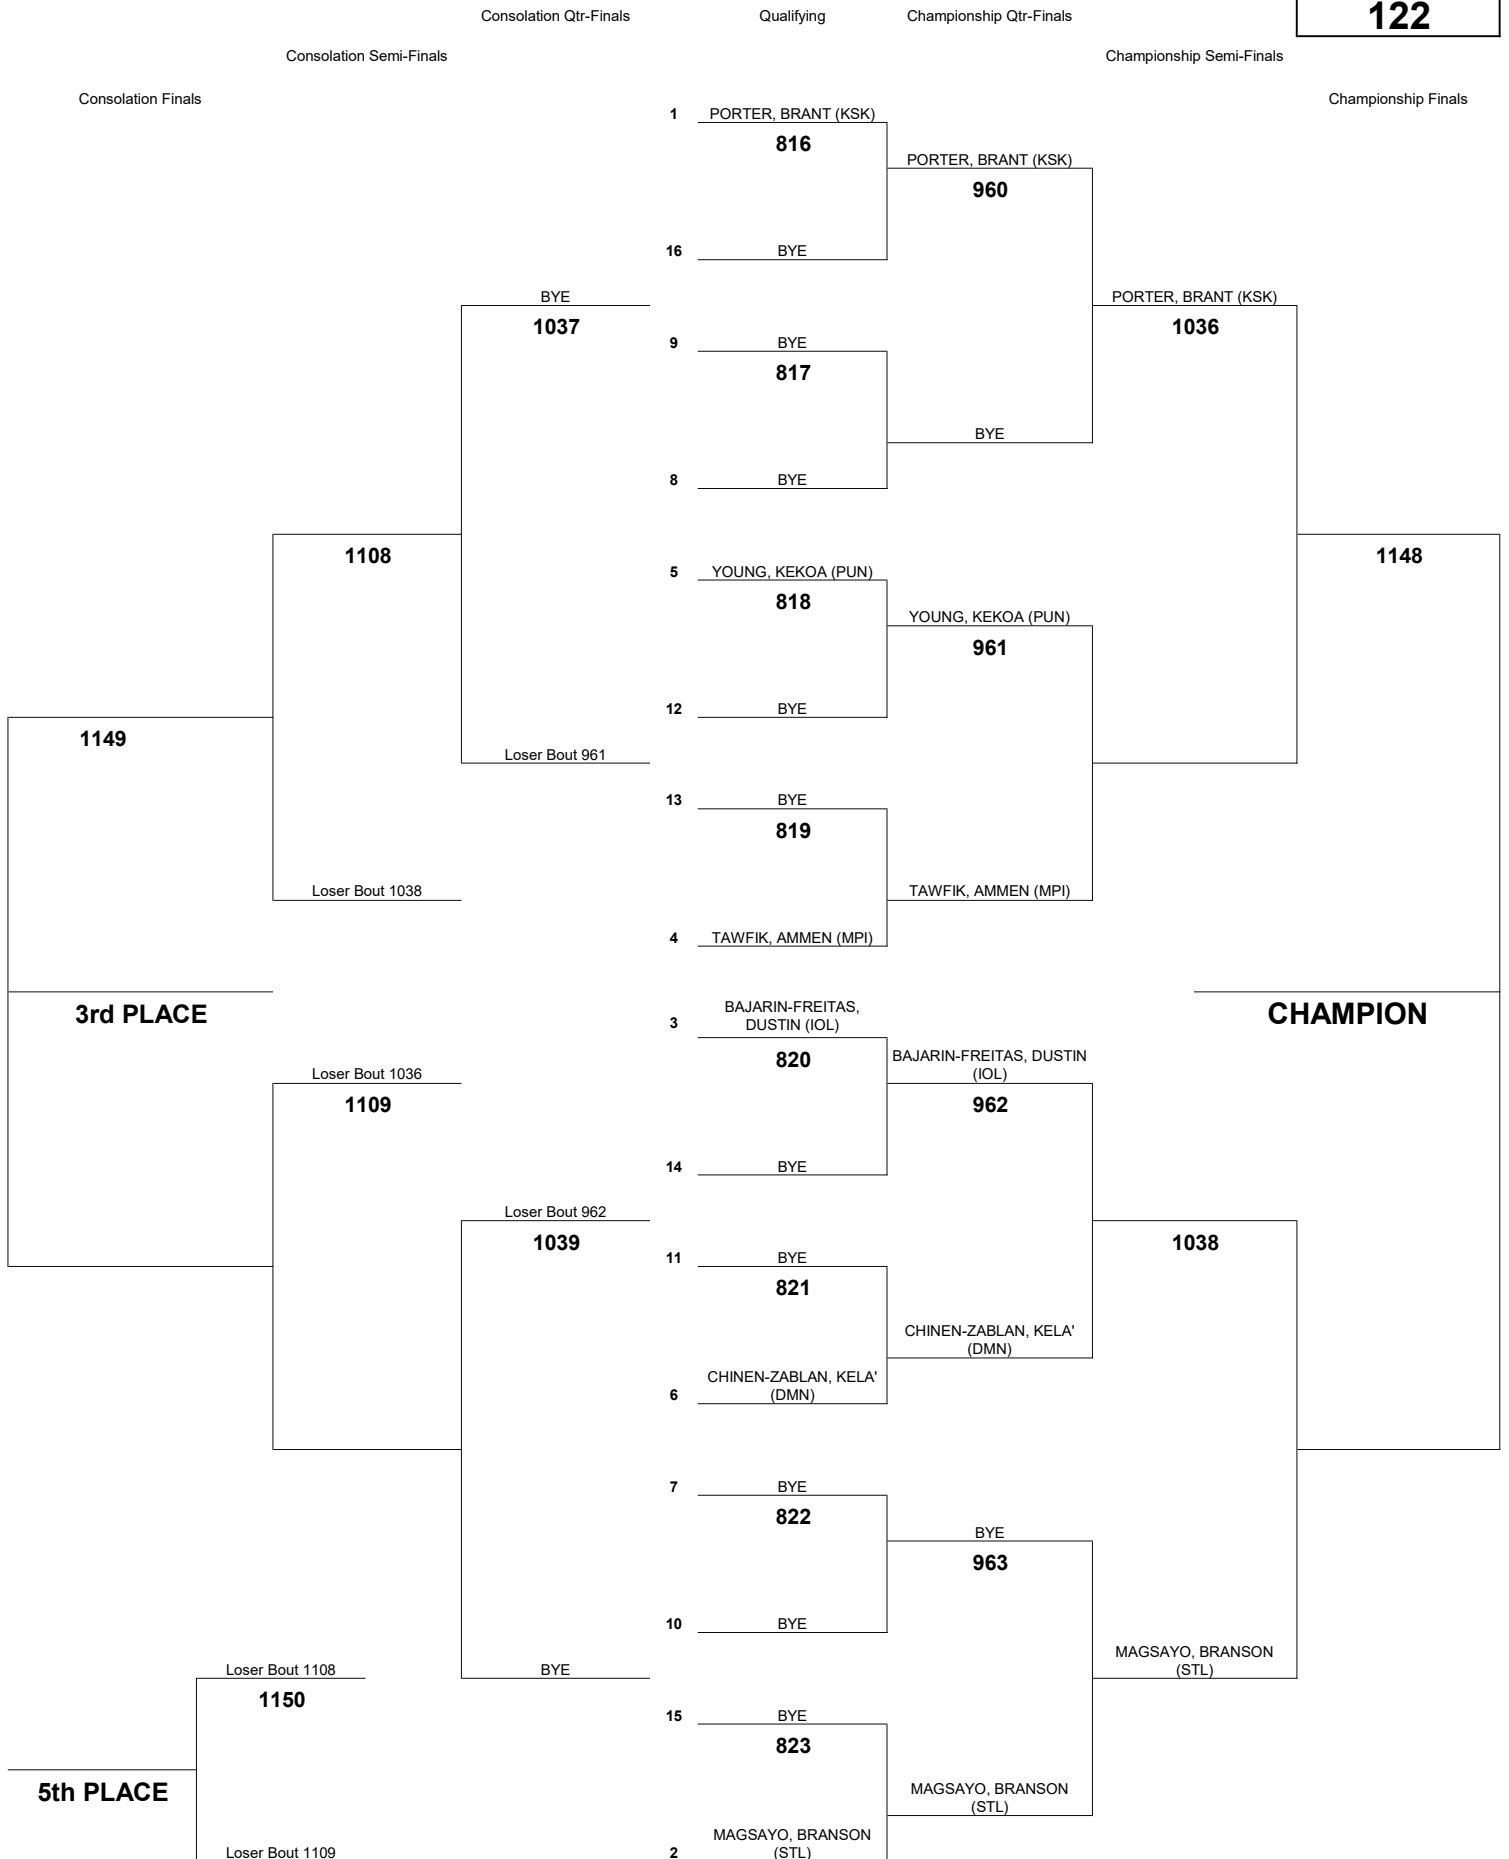 122
Consolation Qtr-Finals
Qualifying
Championship Qtr-Finals
Consolation Semi-Finals
Championship Semi-Finals
Consolation Finals
Championship Finals
1
PORTER, BRANT (KSK)
816
PORTER, BRANT (KSK)
960
16
BYE
BYE
PORTER, BRANT (KSK)
1037
1036
9
BYE
817
BYE
8
BYE
1108
1148
5
YOUNG, KEKOA (PUN)
818
YOUNG, KEKOA (PUN)
961
12
BYE
1149
Loser Bout 961
13
BYE
819
Loser Bout 1038
TAWFIK, AMMEN (MPI)
4
TAWFIK, AMMEN (MPI)
3rd PLACE
CHAMPION
3
BAJARIN-FREITAS,
DUSTIN (IOL)
820
BAJARIN-FREITAS, DUSTIN
(IOL)
962
Loser Bout 1036
1109
14
BYE
Loser Bout 962
1039
1038
11
BYE
821
CHINEN-ZABLAN, KELA'
(DMN)
6
CHINEN-ZABLAN, KELA'
(DMN)
7
BYE
822
BYE
963
10
BYE
Loser Bout 1108
1150
BYE
MAGSAYO, BRANSON
(STL)
15
BYE
823
5th PLACE
MAGSAYO, BRANSON
(STL)
Loser Bout 1109
2
MAGSAYO, BRANSON
(STL)